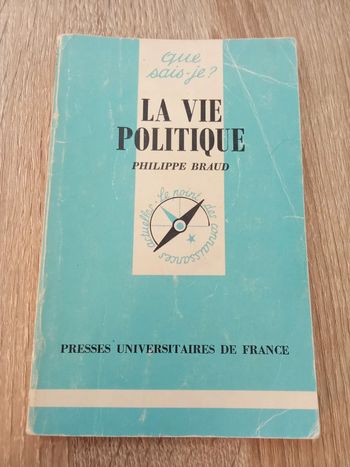 que
sais-je?
LA VIE
POLITIQUE
PHILIPPE BRAUD
le point des connaissances actuelles
PRESSES UNIVERSITAIRES DE FRANCE